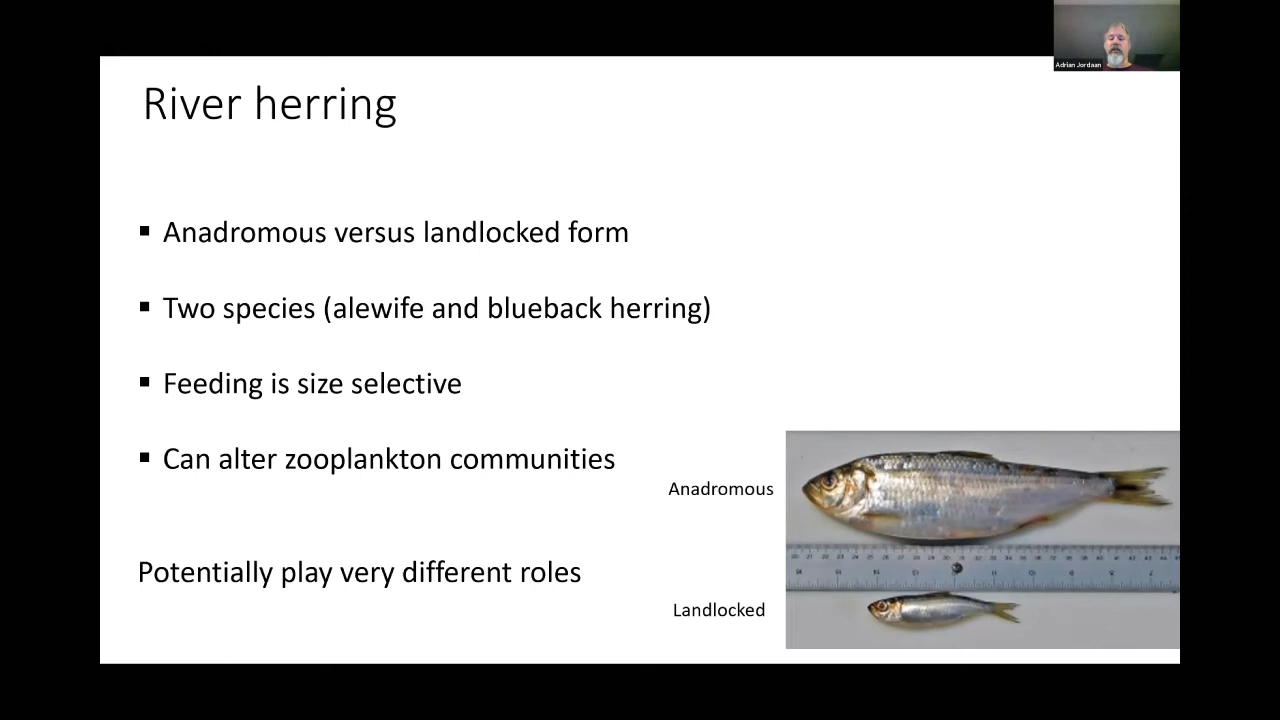 Adrian Jordaan
River herring
▪ Anadromous versus landlocked form
▪ Two species (alewife and blueback herring)
▪ Feeding is size selective
▪ Can alter zooplankton communities
Anadromous
Potentially play very different roles
Landlocked